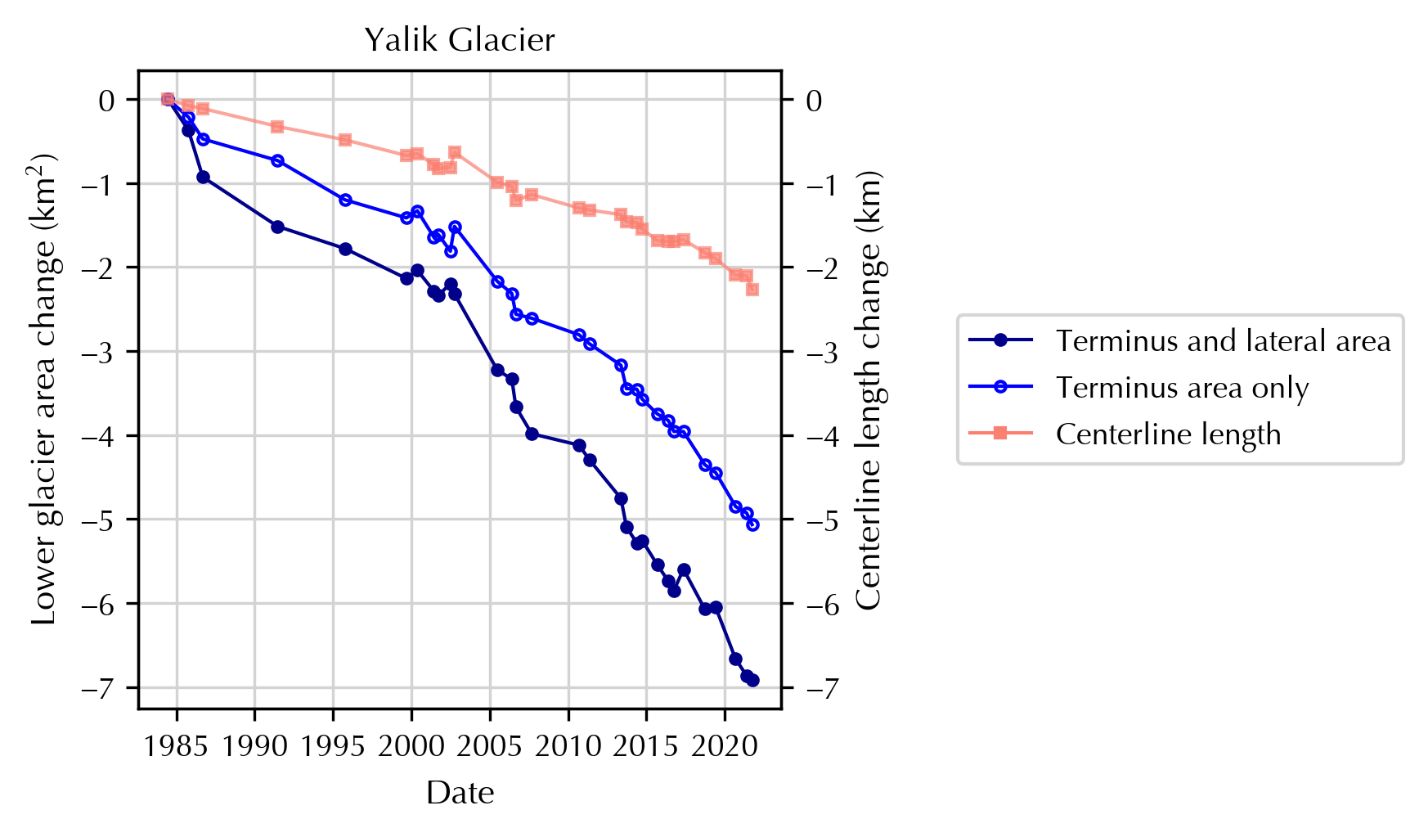 Yalik Glacier
Lower glacier area change (km²)
0
−1
−2
−3
−4
−5
−6
−7
0
−1
−2
−3
−4
−5
−6
−7
Centerline length change (km)
1985 1990 1995 2000 2005 2010 2015 2020
Date
Terminus and lateral area
Terminus area only
Centerline length